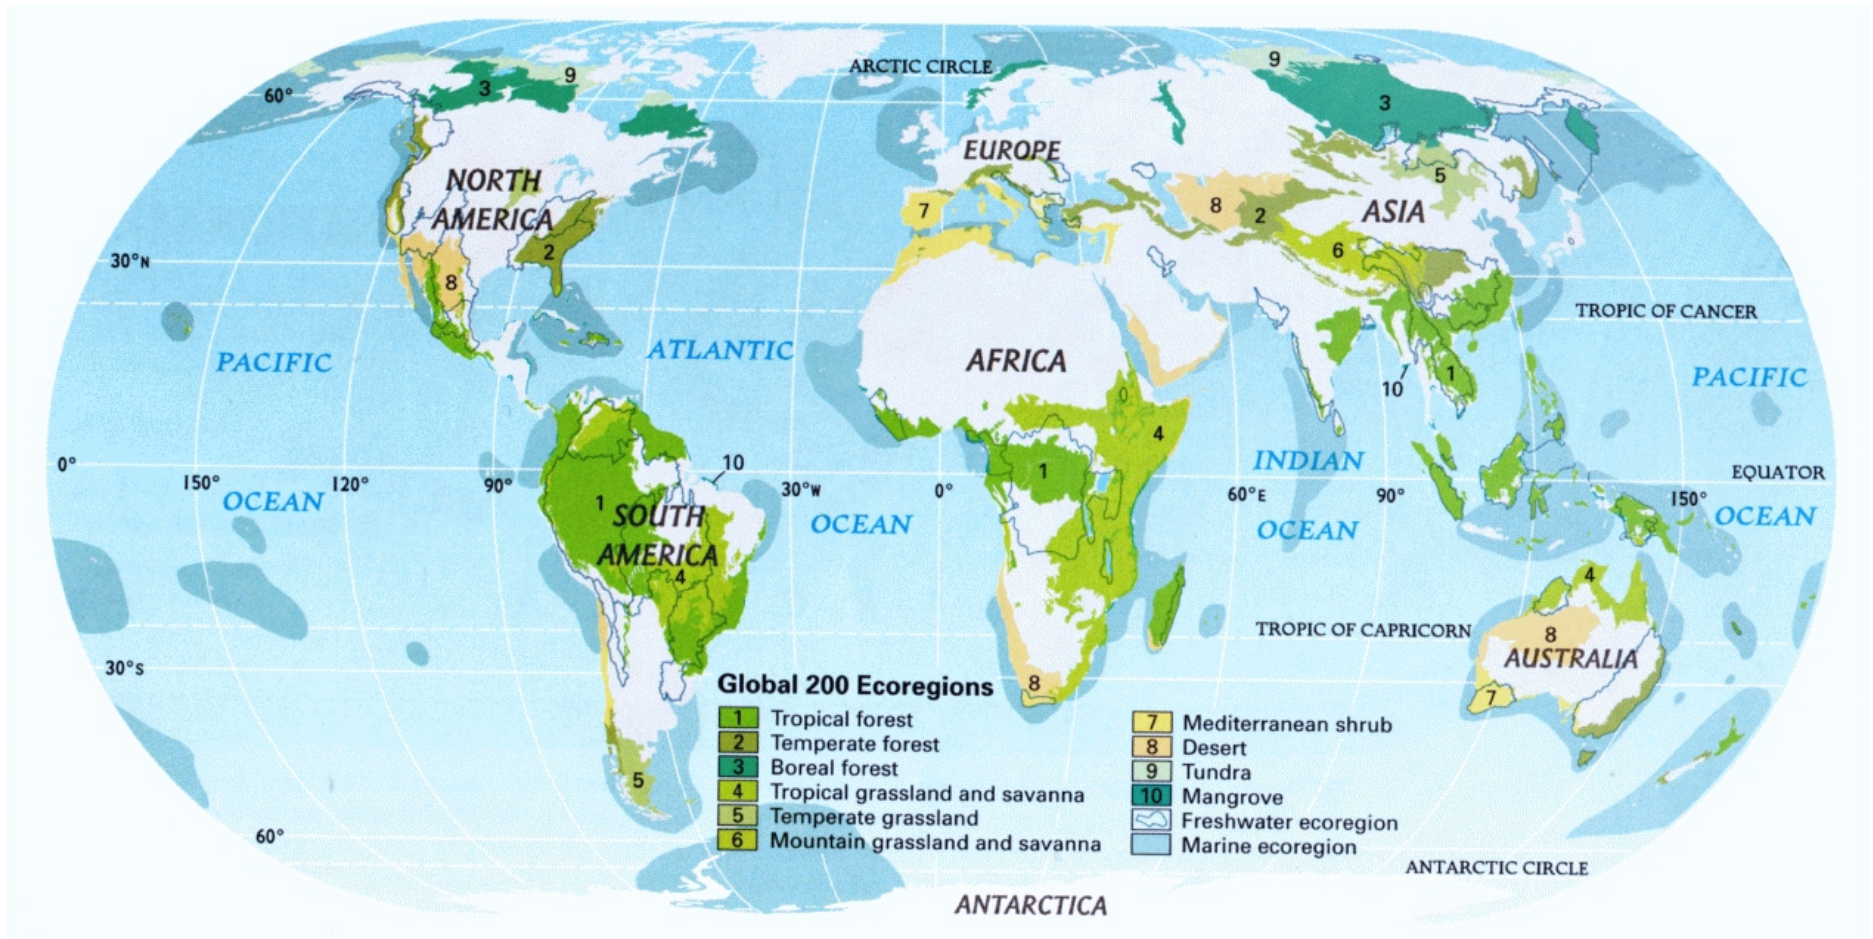 ARCTIC CIRCLE
9
9
3
60°
3
EUROPE
NORTH
AMERICA
5
7
8
2
ASIA
2
6
30°N
8
TROPIC OF CANCER
PACIFIC
ATLANTIC
AFRICA
1
10
PACIFIC
4
0°
10
1
INDIAN
EQUATOR
150°
120°
90°
30°W
0°
60°E
90°
150°
OCEAN
1
SOUTH
AMERICA
OCEAN
OCEAN
OCEAN
4
4
TROPIC OF CAPRICORN
8
AUSTRALIA
30°S
8
7
5
Global 200 Ecoregions
1 Tropical forest
2 Temperate forest
3 Boreal forest
4 Tropical grassland and savanna
5 Temperate grassland
6 Mountain grassland and savanna
7 Mediterranean shrub
8 Desert
9 Tundra
10 Mangrove
Freshwater ecoregion
Marine ecoregion
60°
ANTARCTIC CIRCLE
ANTARCTICA